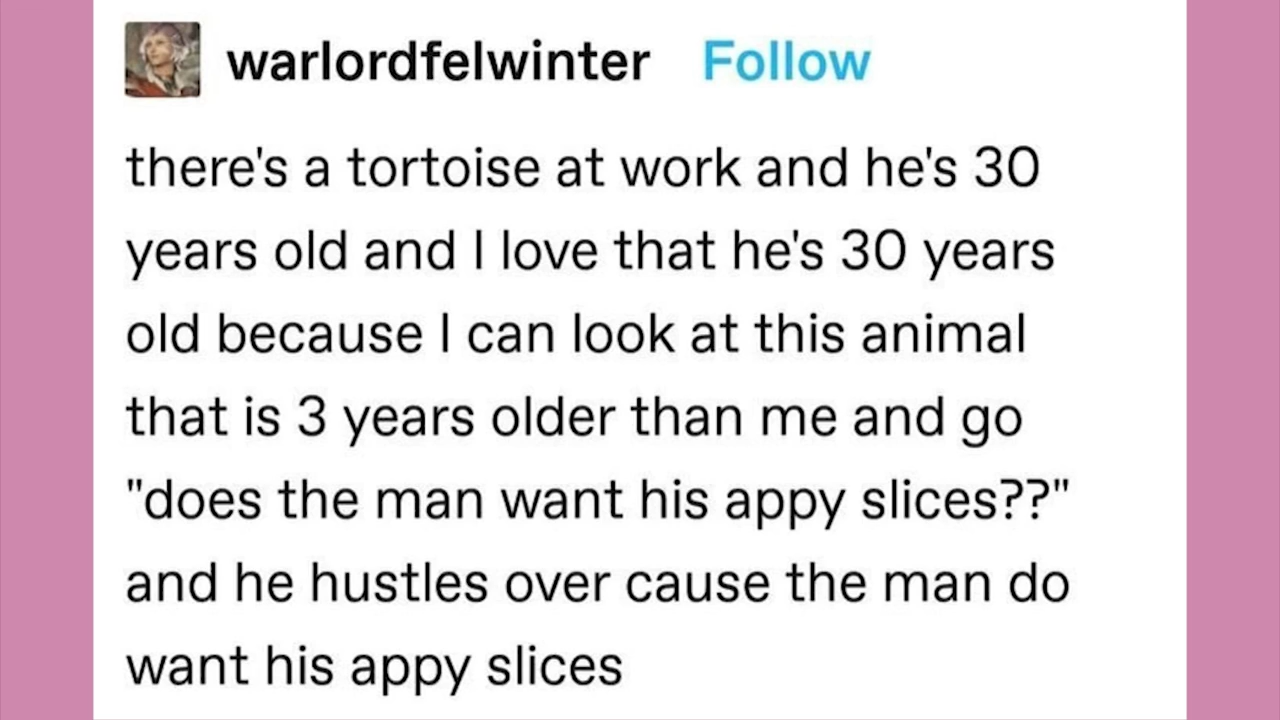 warlordfelwinter Follow
there's a tortoise at work and he's 30
years old and I love that he's 30 years
old because I can look at this animal
that is 3 years older than me and go
"does the man want his appy slices??"
and he hustles over cause the man do
want his appy slices